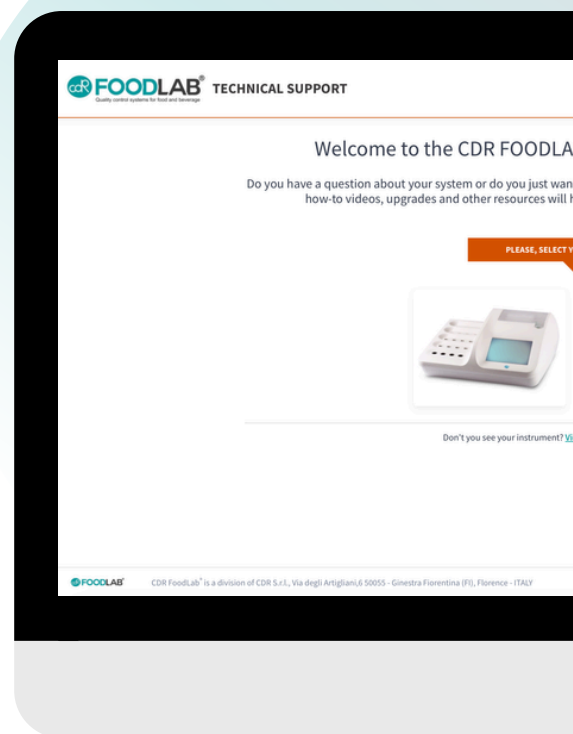 cdR FOODLAB® TECHNICAL SUPPORT
Quality control systems for food and beverage
Welcome to the CDR FOODLA
Do you have a question about your system or do you just wan
how-to videos, upgrades and other resources will h
PLEASE, SELECT Y
Don't you see your instrument? Vi
FOODLAB® CDR FoodLab® is a division of CDR S.r.l., Via degli Artigliani,6 50055 - Ginestra Fiorentina (FI), Florence - ITALY